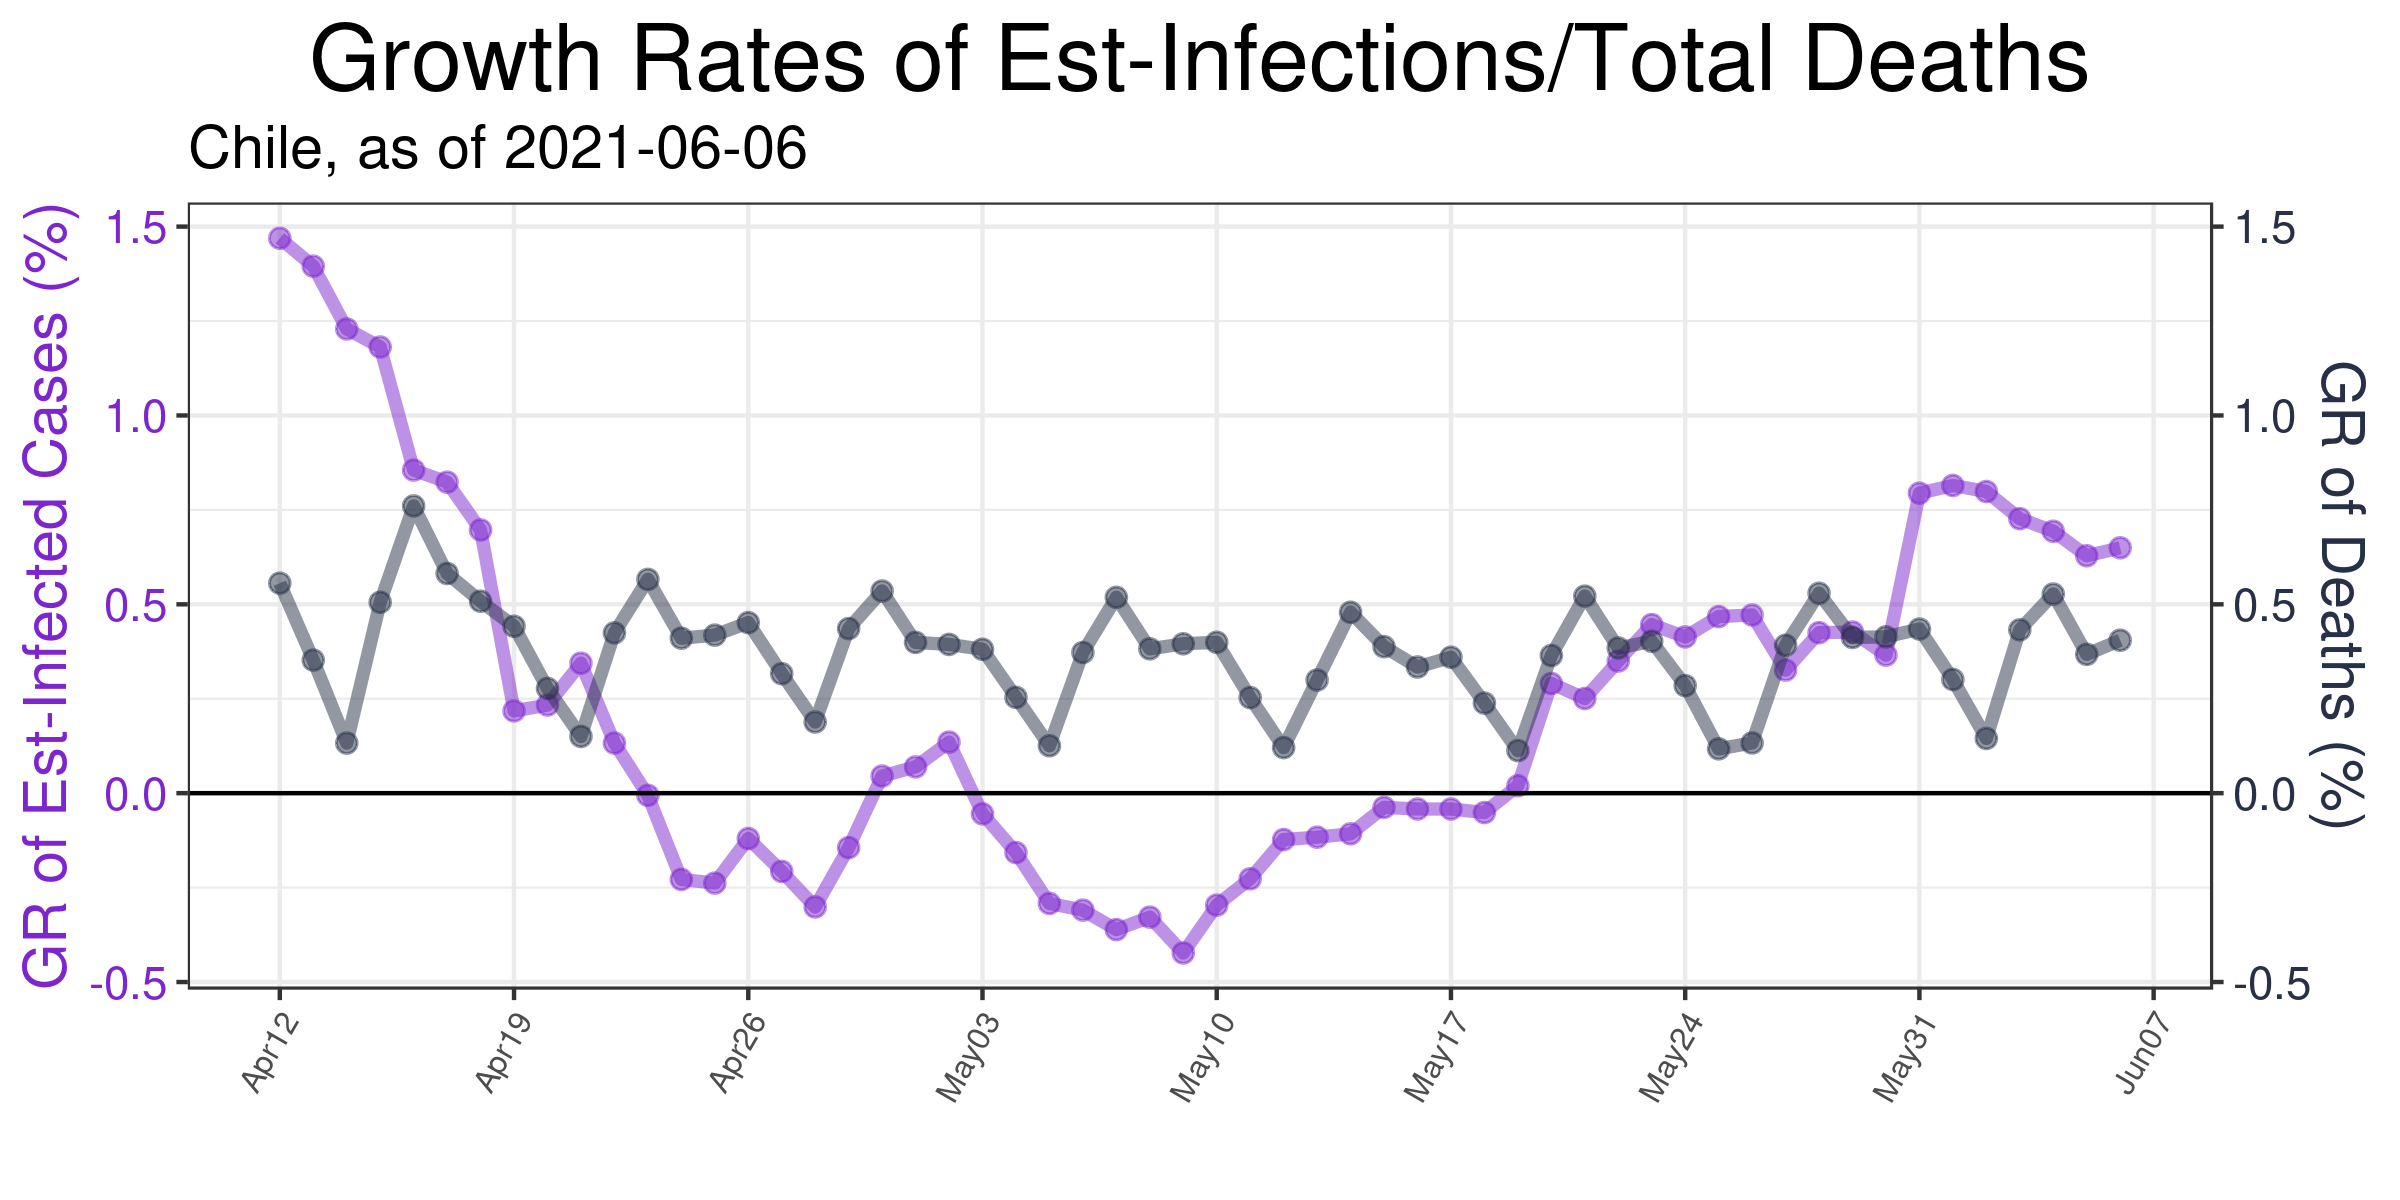 Growth Rates of Est-Infections/Total Deaths
Chile, as of 2021-06-06
GR of Est-Infected Cases (%)
1.5
1.0
0.5
0.0
-0.5
1.5
1.0
0.5
0.0
-0.5
GR of Deaths (%)
Apr12
Apr19
Apr26
May03
May10
May17
May24
May31
Jun07